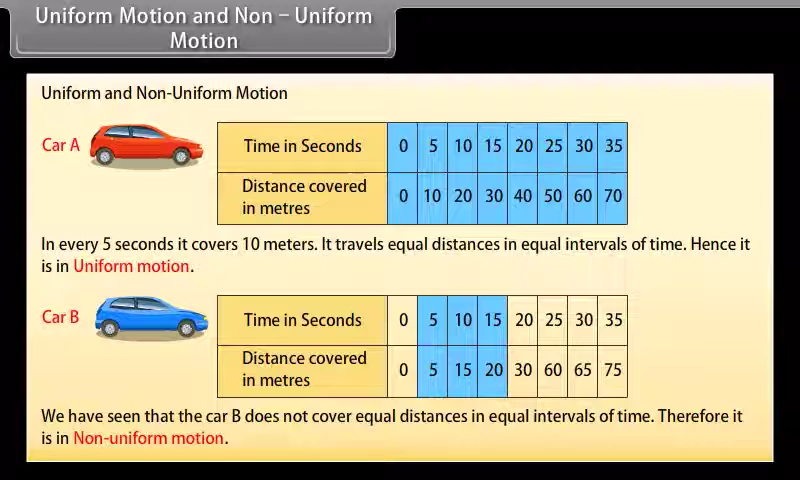 Uniform Motion and Non – Uniform
Motion
Uniform and Non-Uniform Motion
Car A
Time in Seconds 0 5 10 15 20 25 30 35
Distance covered
in metres 0 10 20 30 40 50 60 70
In every 5 seconds it covers 10 meters. It travels equal distances in equal intervals of time. Hence it
is in Uniform motion.
Car B
Time in Seconds 0 5 10 15 20 25 30 35
Distance covered
in metres 0 5 15 20 30 60 65 75
We have seen that the car B does not cover equal distances in equal intervals of time. Therefore it
is in Non-uniform motion.